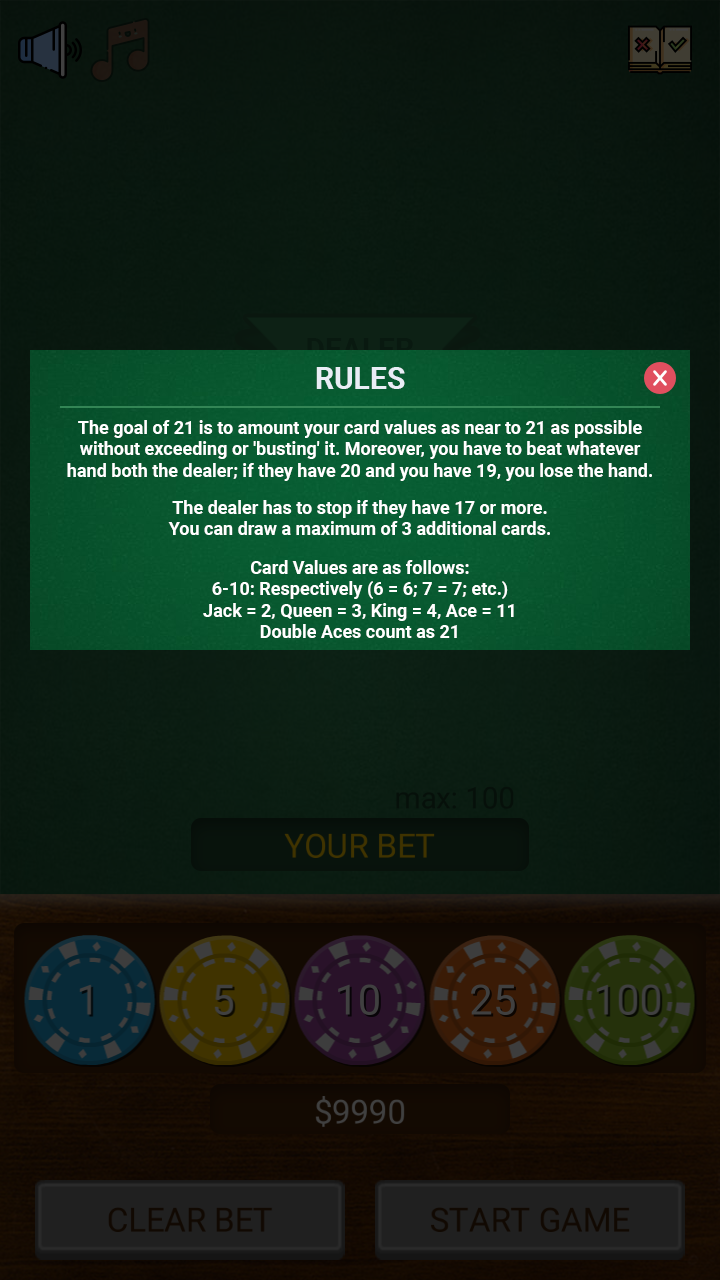 DEALER
RULES
The goal of 21 is to amount your card values as near to 21 as possible
without exceeding or 'busting' it. Moreover, you have to beat whatever
hand both the dealer; if they have 20 and you have 19, you lose the hand.
The dealer has to stop if they have 17 or more.
You can draw a maximum of 3 additional cards.
Card Values are as follows:
6-10: Respectively (6 = 6; 7 = 7; etc.)
Jack = 2, Queen = 3, King = 4, Ace = 11
Double Aces count as 21
max: 100
YOUR BET
1 5 10 25 100
$9990
CLEAR BET START GAME